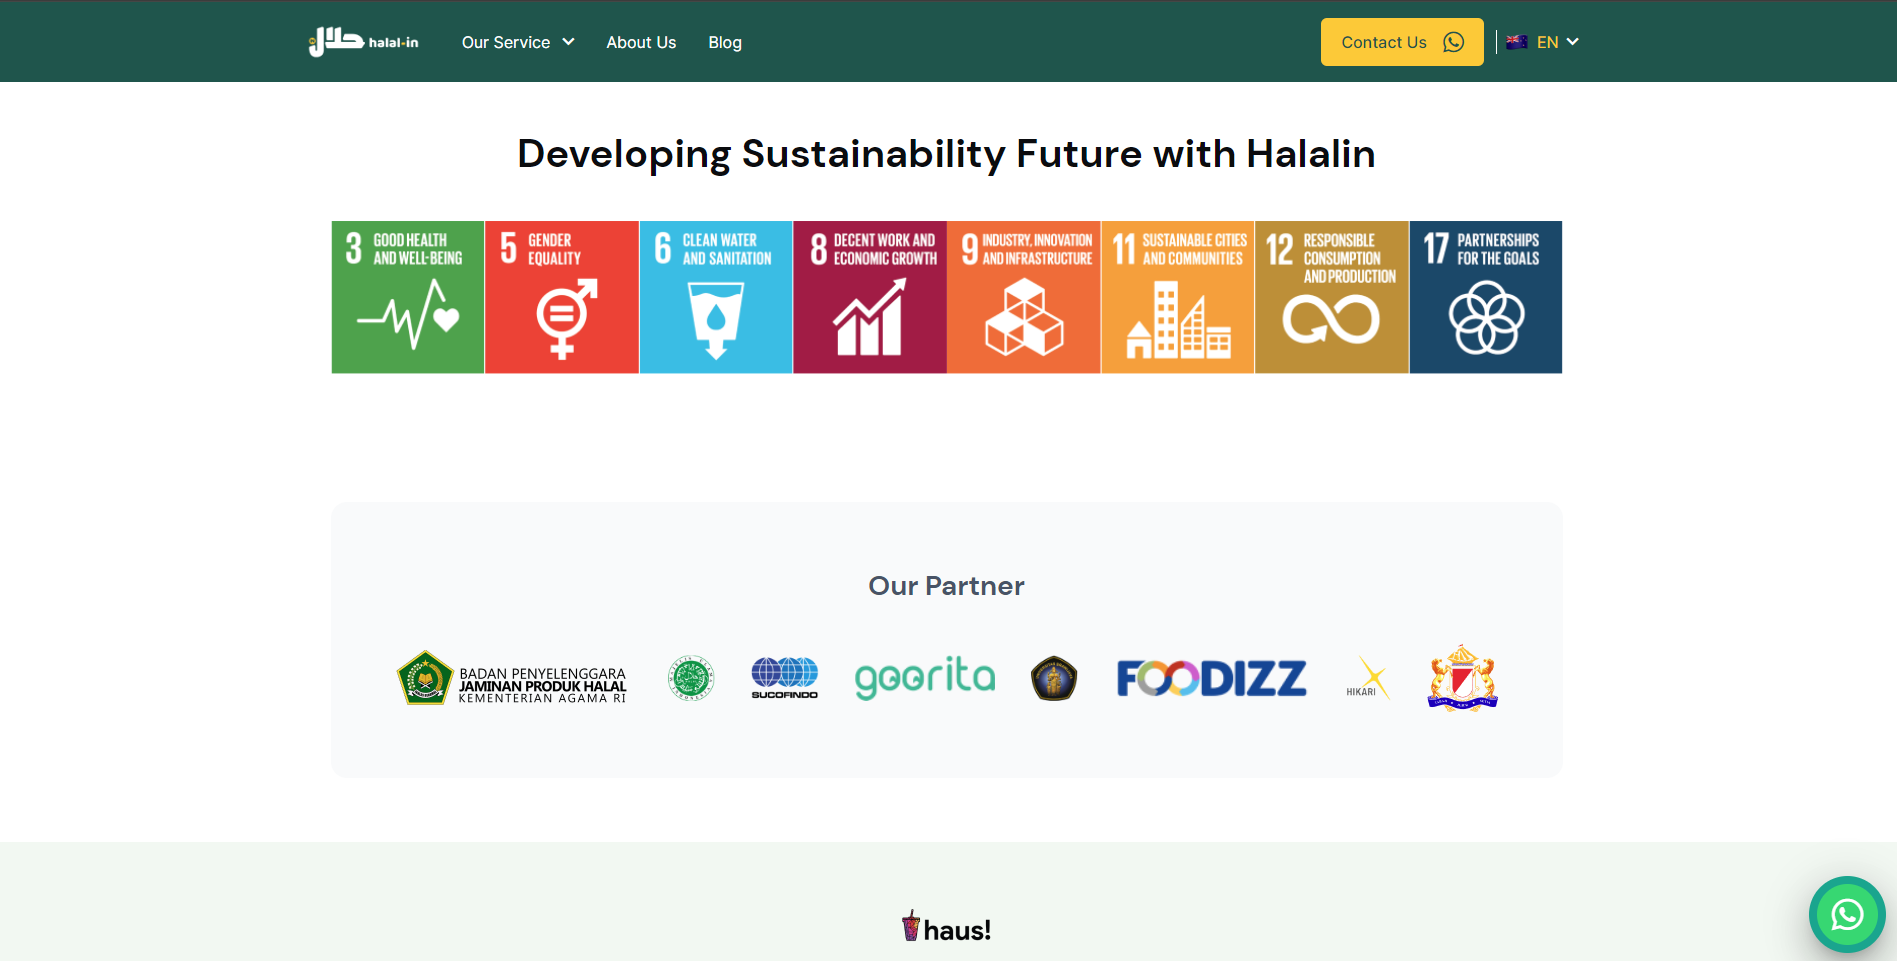 حلال halal-in
Our Service
About Us
Blog
Contact Us
EN
Developing Sustainability Future with Halalin
3 GOOD HEALTH
AND WELL-BEING
5 GENDER
EQUALITY
6 CLEAN WATER
AND SANITATION
8 DECENT WORK AND
ECONOMIC GROWTH
9 INDUSTRY, INNOVATION
AND INFRASTRUCTURE
11 SUSTAINABLE CITIES
AND COMMUNITIES
12 RESPONSIBLE
CONSUMPTION
AND PRODUCTION
17 PARTNERSHIPS
FOR THE GOALS
Our Partner
BADAN PENYELENGGARA
JAMINAN PRODUK HALAL
KEMENTERIAN AGAMA RI
SUCOFINDO
goorita
FOODIZZ
HIKARI
haus!